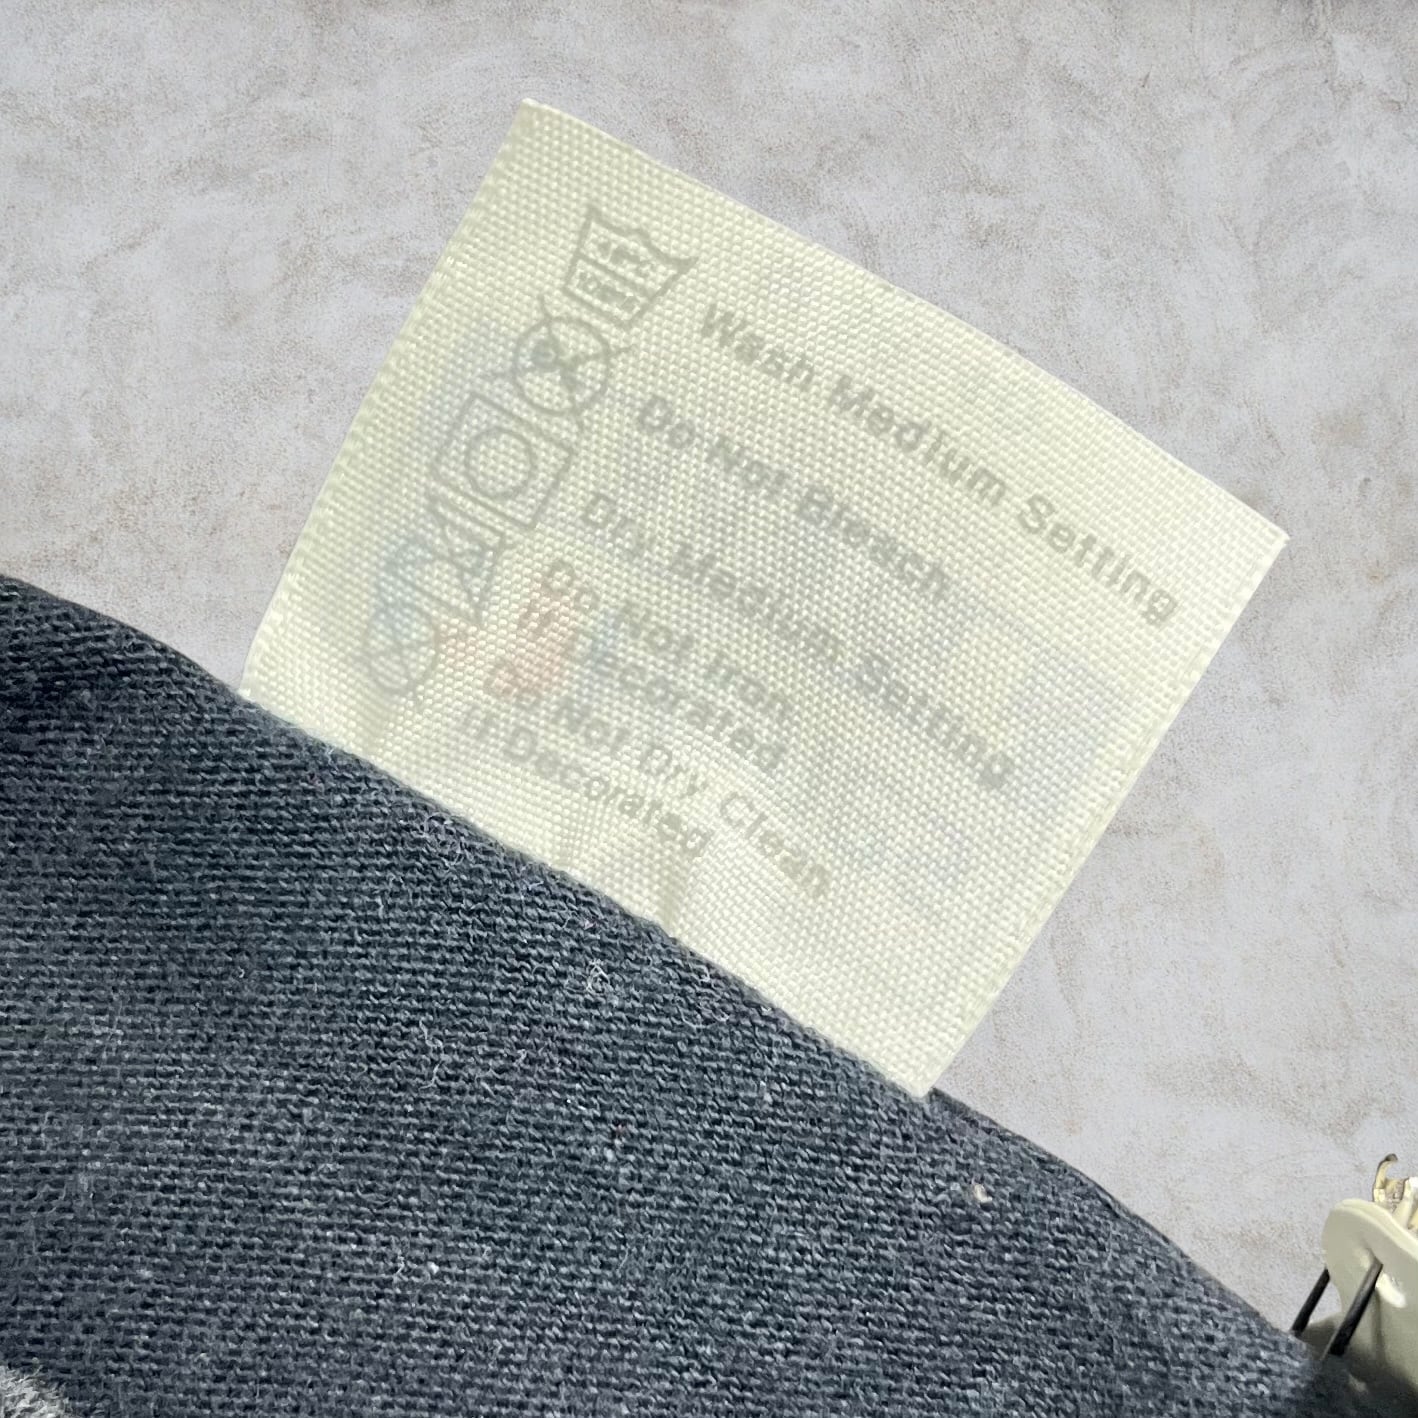 Wash Medium Setting
Do Not Bleach
Dry Medium Setting
Do Not Iron
Decorated
Do Not Dry Clean
If Decorated